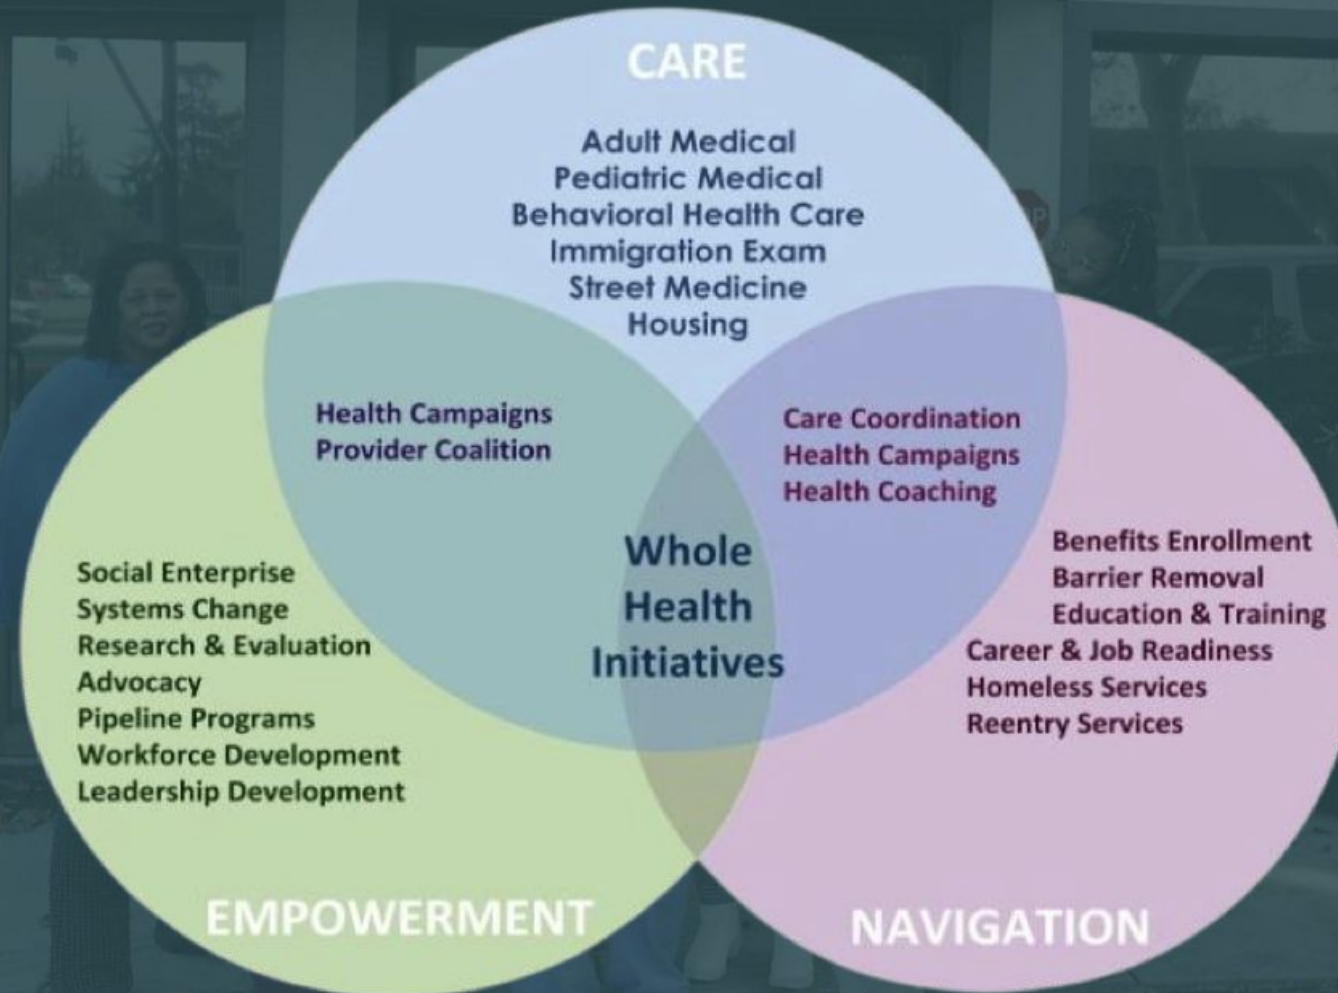 CARE
Adult Medical
Pediatric Medical
Behavioral Health Care
Immigration Exam
Street Medicine
Housing
Health Campaigns
Provider Coalition
Care Coordination
Health Campaigns
Health Coaching
Whole
Health
Initiatives
Social Enterprise
Systems Change
Research & Evaluation
Advocacy
Pipeline Programs
Workforce Development
Leadership Development
Benefits Enrollment
Barrier Removal
Education & Training
Career & Job Readiness
Homeless Services
Reentry Services
EMPOWERMENT
NAVIGATION